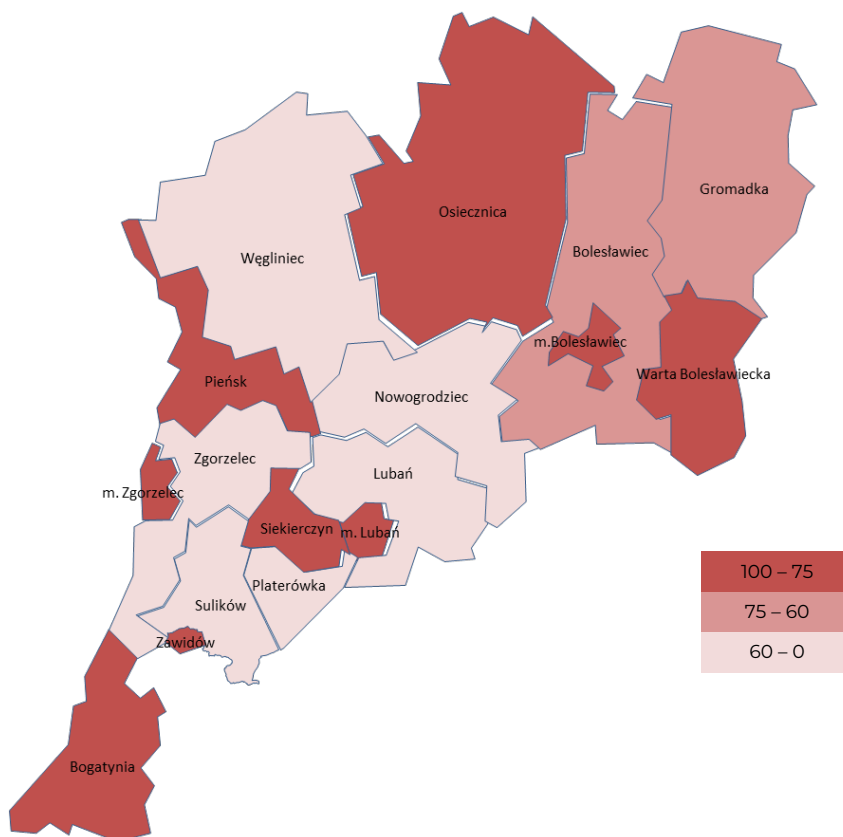 Gromadka
Osiecznica
Bolesławiec
Węgliniec
m.Bolesławiec
Warta Bolesławiecka
Pieńsk
Nowogrodziec
Zgorzelec
Lubań
m. Zgorzelec
Siekierczyn
m. Lubań
Platerówka
Sulików
Zawidów
Bogatynia
100 – 75
75 – 60
60 – 0